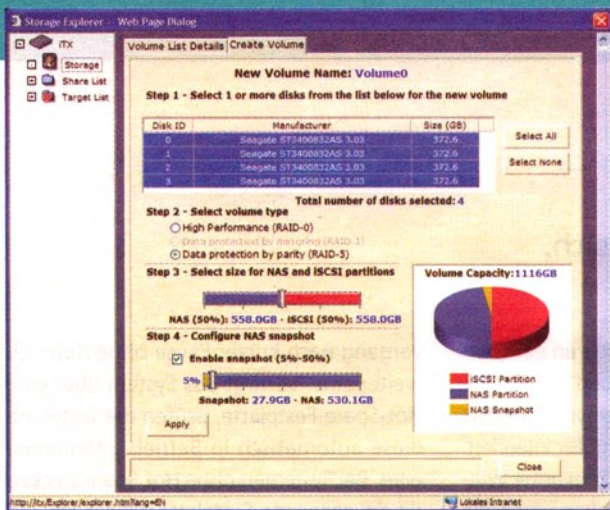 Storage Explorer -- Web Page Dialog
iTX
Storage
Share List
Target List
Volume List Details
Create Volume
New Volume Name: Volume0
Step 1 - Select 1 or more disks from the list below for the new volume
Disk ID Manufacturer Size (GB)
0 Seagate ST3400832AS 3.03 372.6
1 Seagate ST3400832AS 3.03 372.6
2 Seagate ST3400832AS 3.03 372.6
3 Seagate ST3400832AS 3.03 372.6
Select All
Select None
Total number of disks selected: 4
Step 2 - Select volume type
High Performance (RAID-0)
Data protection by mirroring (RAID-1)
Data protection by parity (RAID-5)
Step 3 - Select size for NAS and iSCSI partitions
NAS (50%): 558.0GB - iSCSI (50%): 558.0GB
Step 4 - Configure NAS snapshot
Enable snapshot (5%-50%)
5%
Snapshot: 27.9GB - NAS: 530.1GB
Apply
Volume Capacity:1116GB
iSCSI Partition
NAS Partition
NAS Snapshot
Close
http://itx/Explorer/explorer.htm?lang=EN
Lokales Intranet